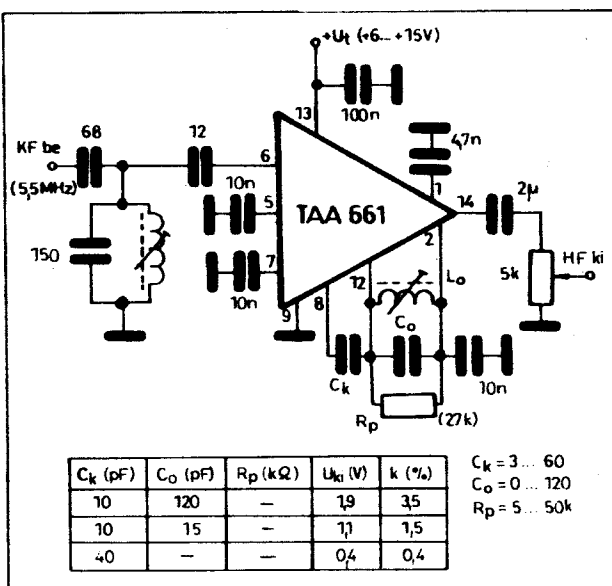 +Ut (+6... +15V)
13
100n
KF be
68
12
4,7n
(5,5MHz)
6
1
2µ
10n
5
TAA 661
14
150
2
7
12
Lo
5k
HF ki
10n
8
9
Co
Ck
10n
Rp
(27k)
Ck (pF) Co (pF) Rp (kΩ) Uki (V) k (%)
10 120 — 1,9 3,5
10 15 — 1,1 1,5
40 — — 0,4 0,4
Ck = 3 ... 60
Co = 0 ... 120
Rp = 5 ... 50k